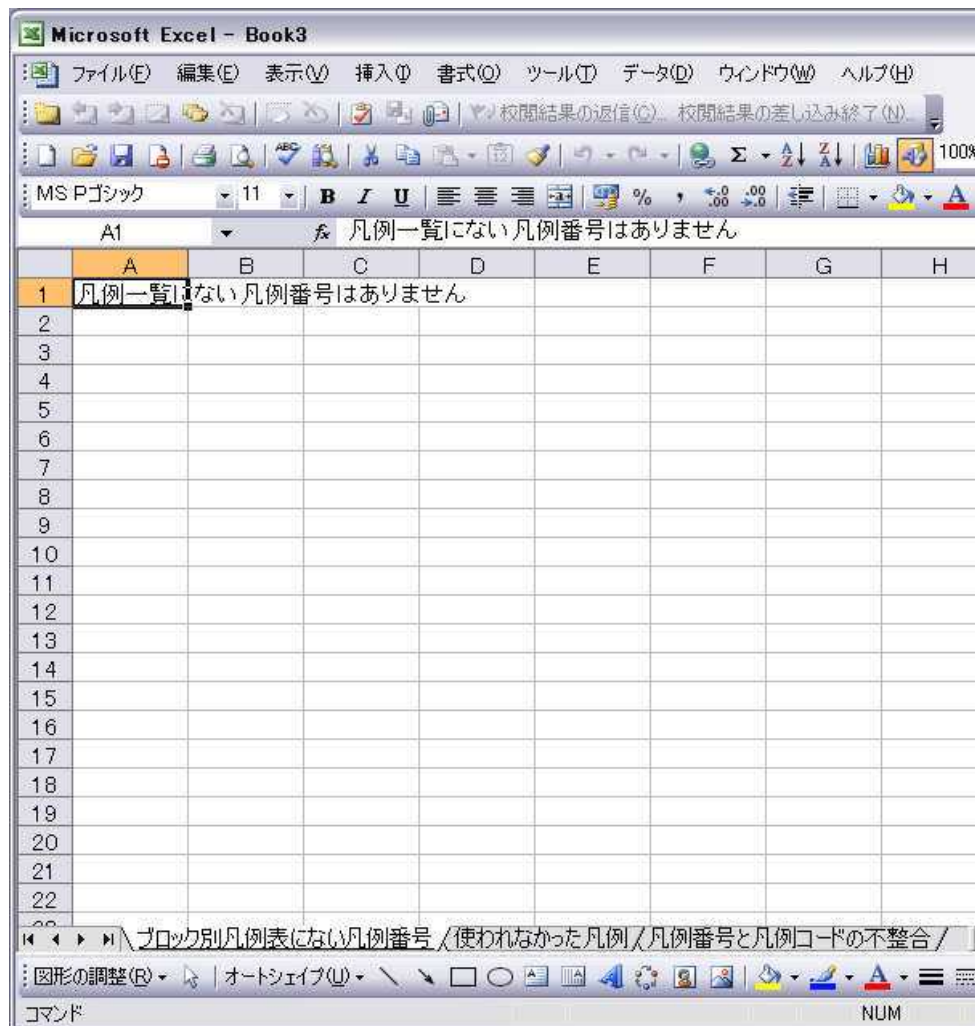 Microsoft Excel - Book3
ファイル(F) 編集(E) 表示(V) 挿入(I) 書式(O) ツール(T) データ(D) ウィンドウ(W) ヘルプ(H)
校閲結果の返信(C)... 校閲結果の差し込み終了(N)...
100%
MS Pゴシック 11 B I U % ,
A1 fx 凡例一覧にない凡例番号はありません
A B C D E F G H
1 凡例一覧にない凡例番号はありません
2
3
4
5
6
7
8
9
10
11
12
13
14
15
16
17
18
19
20
21
22
ブロック別凡例表にない凡例番号 / 使われなかった凡例 / 凡例番号と凡例コードの不整合 /
図形の調整(R) オートシェイプ(U)
コマンド NUM